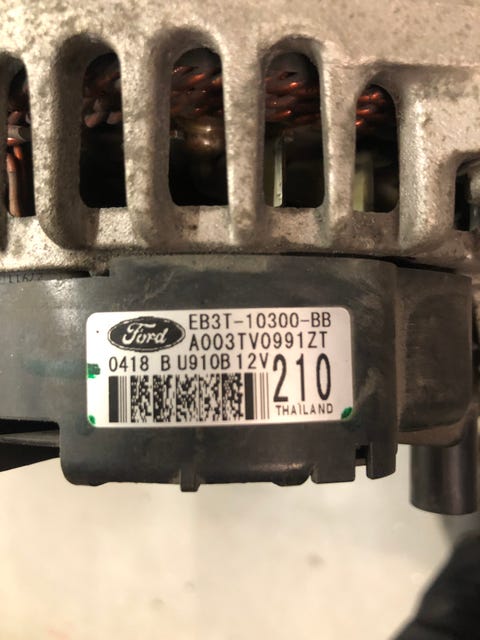 Ford
EB3T-10300-BB
A003TV0991ZT
0418 B U910B 12V
210
THAILAND